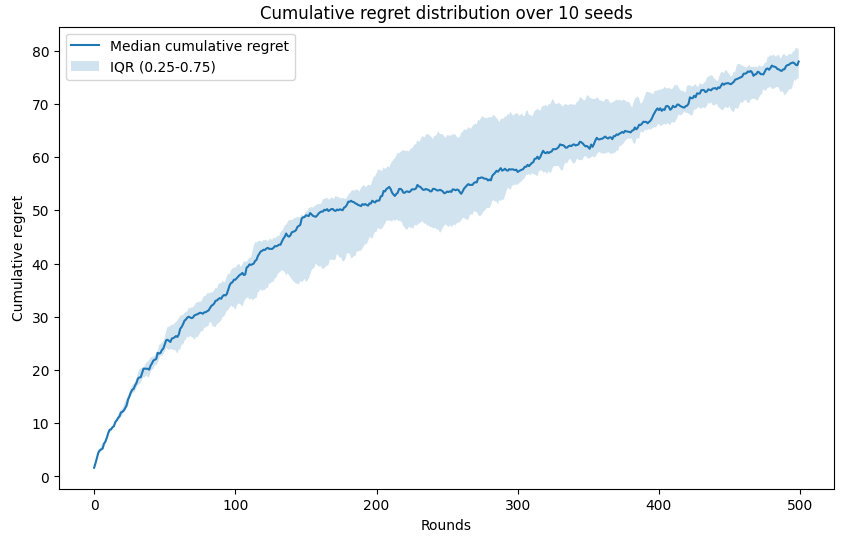 Cumulative regret distribution over 10 seeds
Median cumulative regret
IQR (0.25-0.75)
80
70
60
50
40
30
20
10
0
Cumulative regret
0 100 200 300 400 500
Rounds